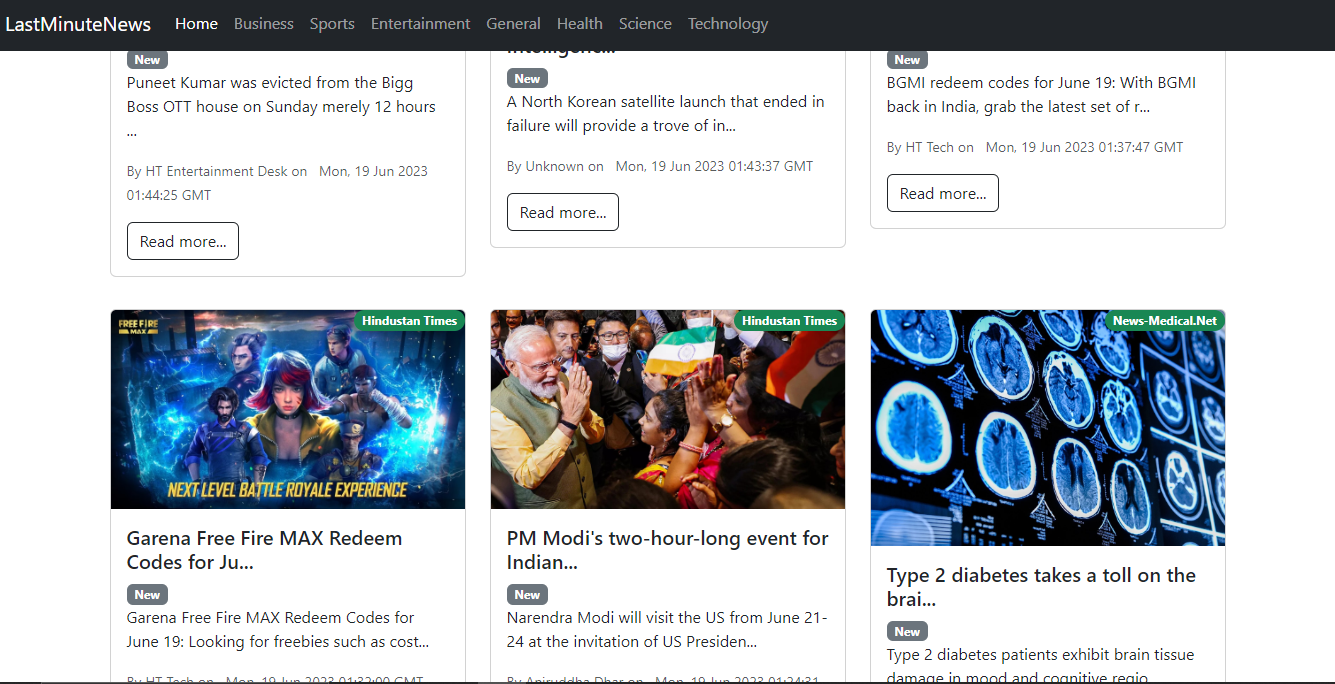 LastMinuteNews Home Business Sports Entertainment General Health Science Technology
New
Puneet Kumar was evicted from the Bigg
Boss OTT house on Sunday merely 12 hours
...
By HT Entertainment Desk on Mon, 19 Jun 2023
01:44:25 GMT
Read more...
intelligenc...
New
A North Korean satellite launch that ended in
failure will provide a trove of in...
By Unknown on Mon, 19 Jun 2023 01:43:37 GMT
Read more...
New
BGMI redeem codes for June 19: With BGMI
back in India, grab the latest set of r...
By HT Tech on Mon, 19 Jun 2023 01:37:47 GMT
Read more...
FREE FIRE
MAX
Hindustan Times
NEXT LEVEL BATTLE ROYALE EXPERIENCE
Garena Free Fire MAX Redeem
Codes for Ju...
New
Garena Free Fire MAX Redeem Codes for
June 19: Looking for freebies such as cost...
By HT Tech on Mon, 19 Jun 2023 01:32:00 GMT
Hindustan Times
PM Modi's two-hour-long event for
Indian...
New
Narendra Modi will visit the US from June 21-
24 at the invitation of US Presiden...
By Aniruddha Dhar on Mon, 19 Jun 2023 01:24:31
News-Medical.Net
Type 2 diabetes takes a toll on the
brai...
New
Type 2 diabetes patients exhibit brain tissue
damage in mood and cognitive regio...